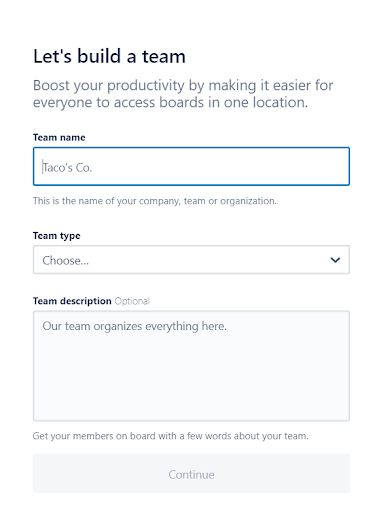 Let's build a team
Boost your productivity by making it easier for
everyone to access boards in one location.
Team name
Taco's Co.
This is the name of your company, team or organization.
Team type
Choose...
Team description Optional
Our team organizes everything here.
Get your members on board with a few words about your team.
Continue